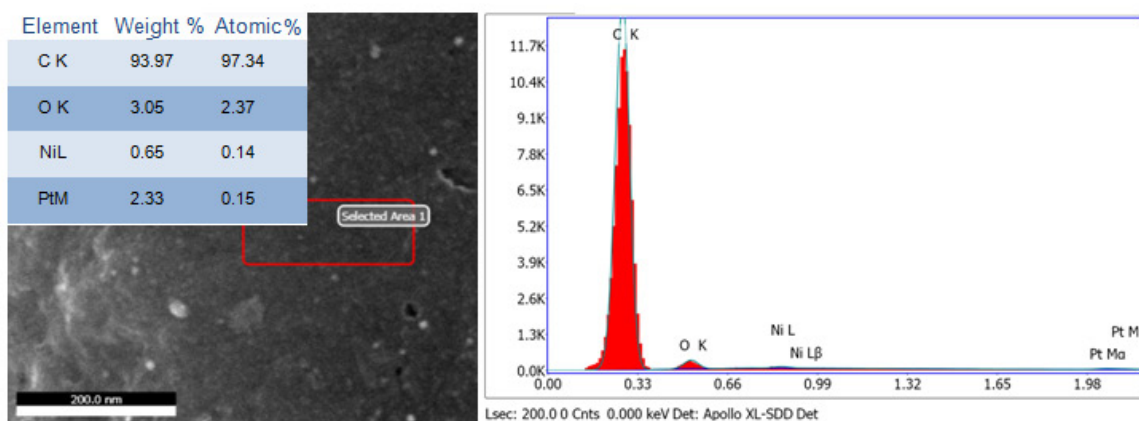 Element Weight % Atomic%
C K 93.97 97.34
O K 3.05 2.37
NiL 0.65 0.14
PtM 2.33 0.15
Selected Area 1
200.0 nm
11.7K
10.4K
9.1K
7.8K
6.5K
5.2K
3.9K
2.6K
1.3K
0.0K
C K
O K
Ni L
Ni Lβ
Pt M
Pt Mα
0.00 0.33 0.66 0.99 1.32 1.65 1.98
Lsec: 200.0 0 Cnts 0.000 keV Det: Apollo XL-SDD Det